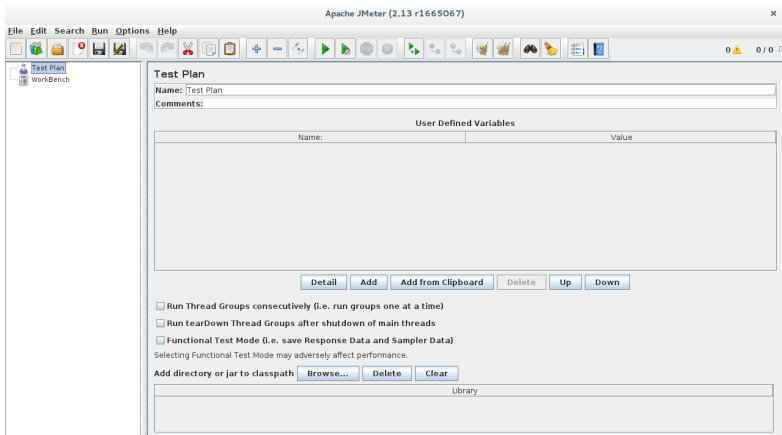 Apache JMeter (2.13 r1665067)
File Edit Search Run Options Help
0 0 / 0
Test Plan
WorkBench
Test Plan
Name: Test Plan
Comments:
User Defined Variables
Name: Value
Detail Add Add from Clipboard Delete Up Down
Run Thread Groups consecutively (i.e. run groups one at a time)
Run tearDown Thread Groups after shutdown of main threads
Functional Test Mode (i.e. save Response Data and Sampler Data)
Selecting Functional Test Mode may adversely affect performance.
Add directory or jar to classpath Browse... Delete Clear
Library